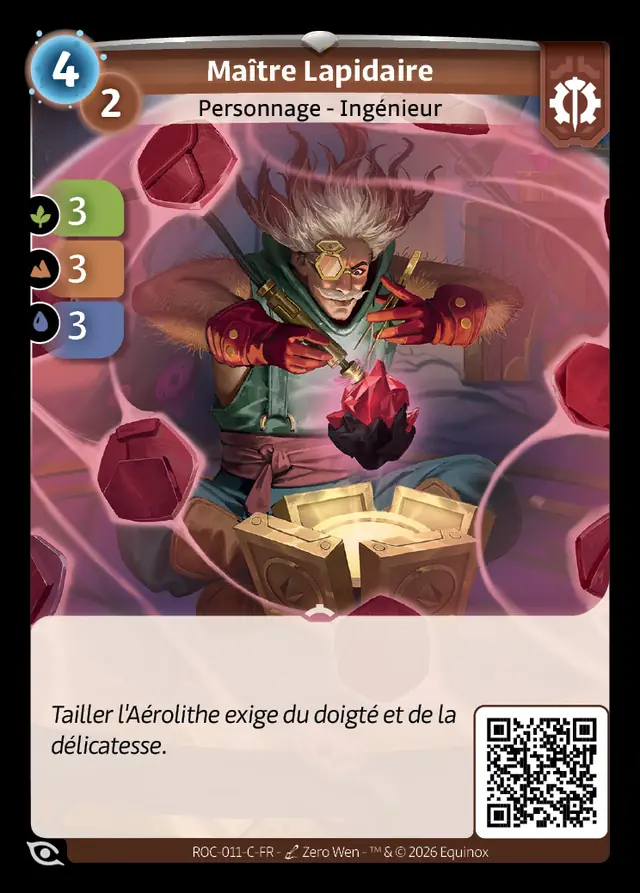 4
Maître Lapidaire
2
Personnage - Ingénieur
3
3
3
Tailler l'Aérolithe exige du doigté et de la
délicatesse.
ROC-011-C-FR - Zero Wen - ™ & © 2026 Equinox